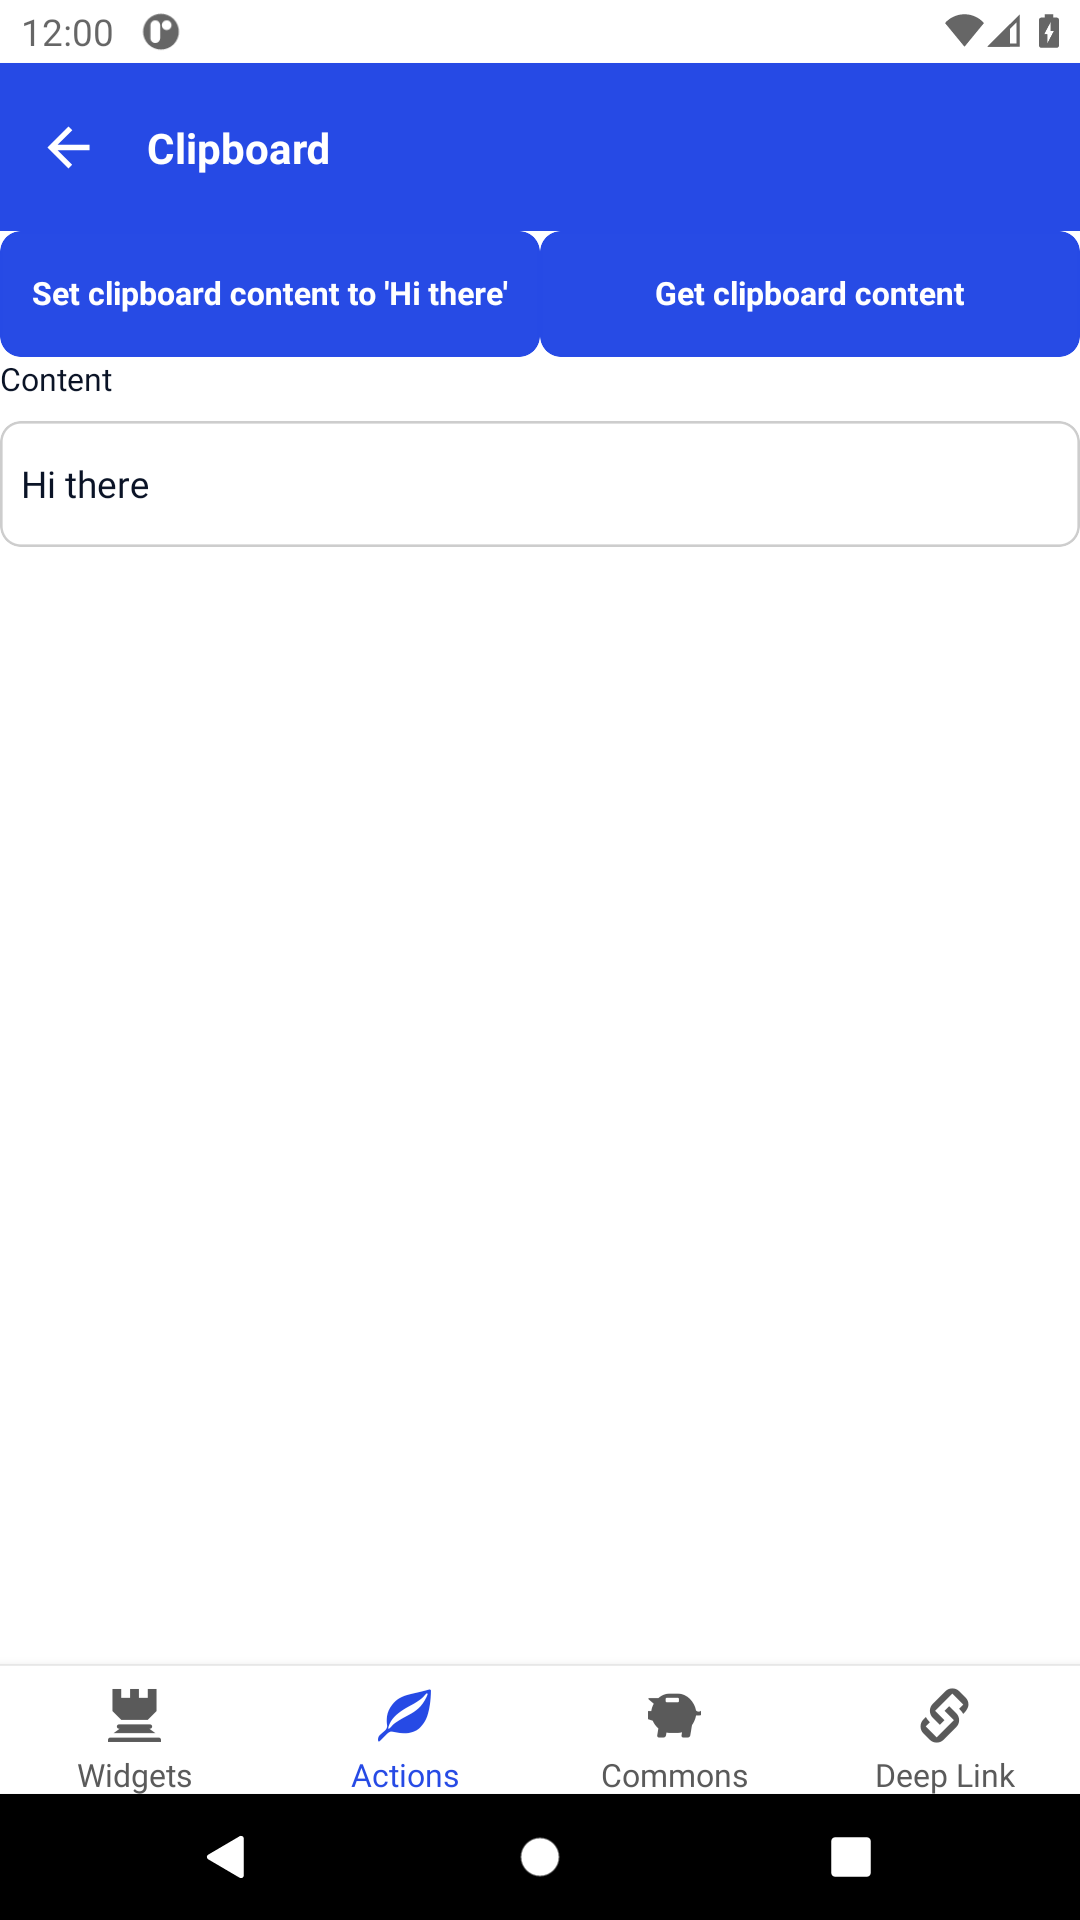 12:00
Clipboard
Set clipboard content to 'Hi there'
Get clipboard content
Content
Hi there
Widgets
Actions
Commons
Deep Link